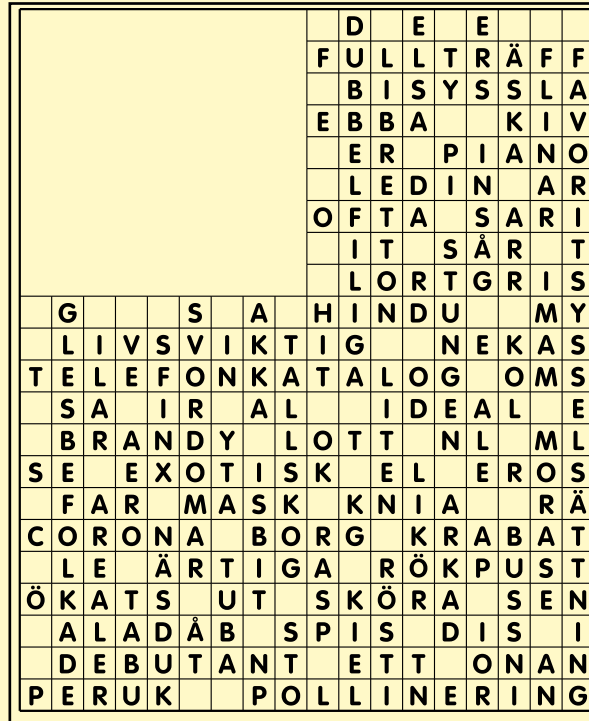 D E E
FULLTRÄFF
BISYSSLA
EBBA KIV
ER PIANO
LEDIN AR
OFTA SARI
IT SÅR T
LORTGRIS
G S A HINDU MY
LIVSVIKTIG NEKAS
TELEFONKATALOG OMS
SA IR AL IDEAL E
BRANDY LOTT NL ML
SE EXOTISK EL EROS
FAR MASK KNIA RÄ
CORONA BORG KRABAT
LE ÄRTIGA RÖKPUST
ÖKATS UT SKÖRA SEN
ALADÅB SPIS DIS I
DEBUTANT ETT ONAN
PERUK POLLINERING